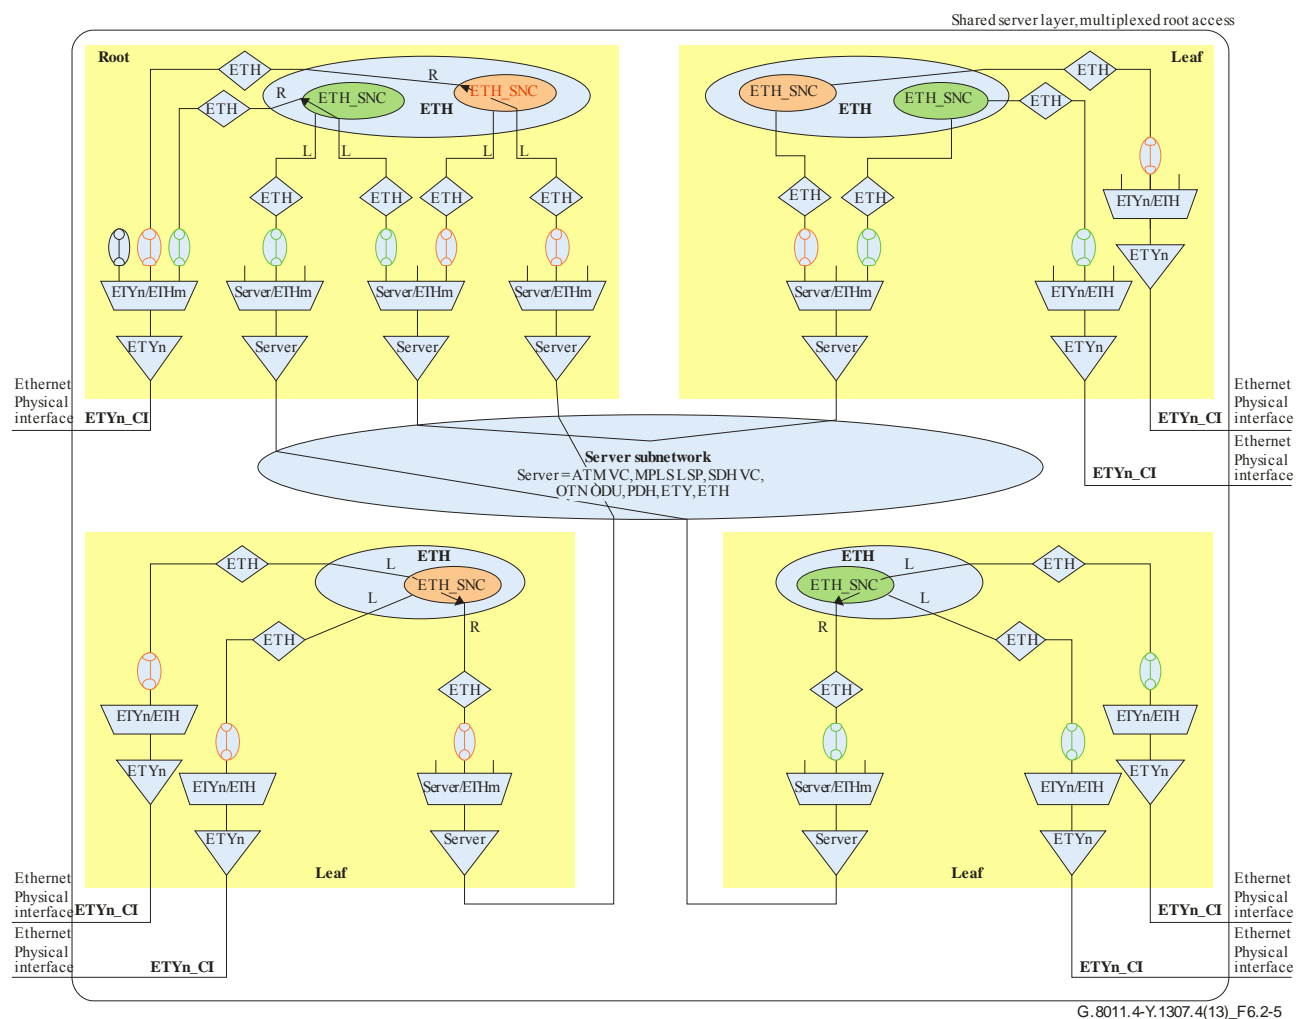 Shared server layer, multiplexed root access
Root
ETH
ETH
R
R
ETH_SNC
ETH_SNC
ETH
L
L
L
L
ETH
ETH
ETH
ETH
ETYn/ETHm
Server/ETHm
Server/ETHm
Server/ETHm
ETYn
Server
Server
Server
Ethernet
Physical
interface
ETYn_CI
Leaf
ETH
ETH
ETH_SNC
ETH_SNC
ETH
ETH
ETH
ETYn/ETH
ETYn
Server/ETHm
ETYn/ETH
Server
ETYn
Ethernet
Physical
interface
ETYn_CI
Ethernet
Physical
interface
ETYn_CI
Server subnetwork
Server = ATM VC, MPLS LSP, SDH VC,
OTN ODU, PDH, ETY, ETH
ETH
ETH
L
ETH_SNC
L
ETH
R
ETH
ETYn/ETH
ETYn
ETYn/ETH
Server/ETHm
ETYn
Server
Leaf
Ethernet
Physical
interface
ETYn_CI
Ethernet
Physical
interface
ETYn_CI
ETH
L
ETH
ETH_SNC
L
R
ETH
ETH
ETYn/ETH
ETYn
Server/ETHm
ETYn/ETH
Server
ETYn
Leaf
Ethernet
Physical
interface
ETYn_CI
Ethernet
Physical
interface
ETYn_CI
G.8011.4-Y.1307.4(13)_F6.2-5